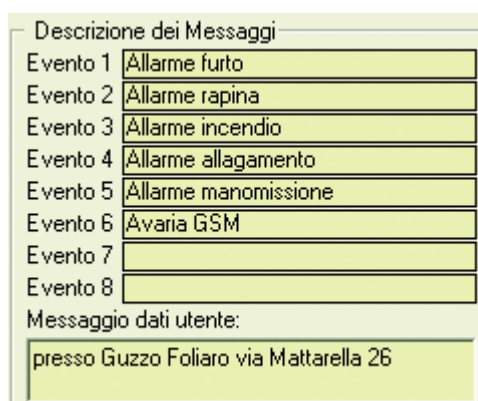 Descrizione dei Messaggi
Evento 1 Allarme furto
Evento 2 Allarme rapina
Evento 3 Allarme incendio
Evento 4 Allarme allagamento
Evento 5 Allarme manomissione
Evento 6 Avaria GSM
Evento 7
Evento 8
Messaggio dati utente:
presso Guzzo Foliaro via Mattarella 26